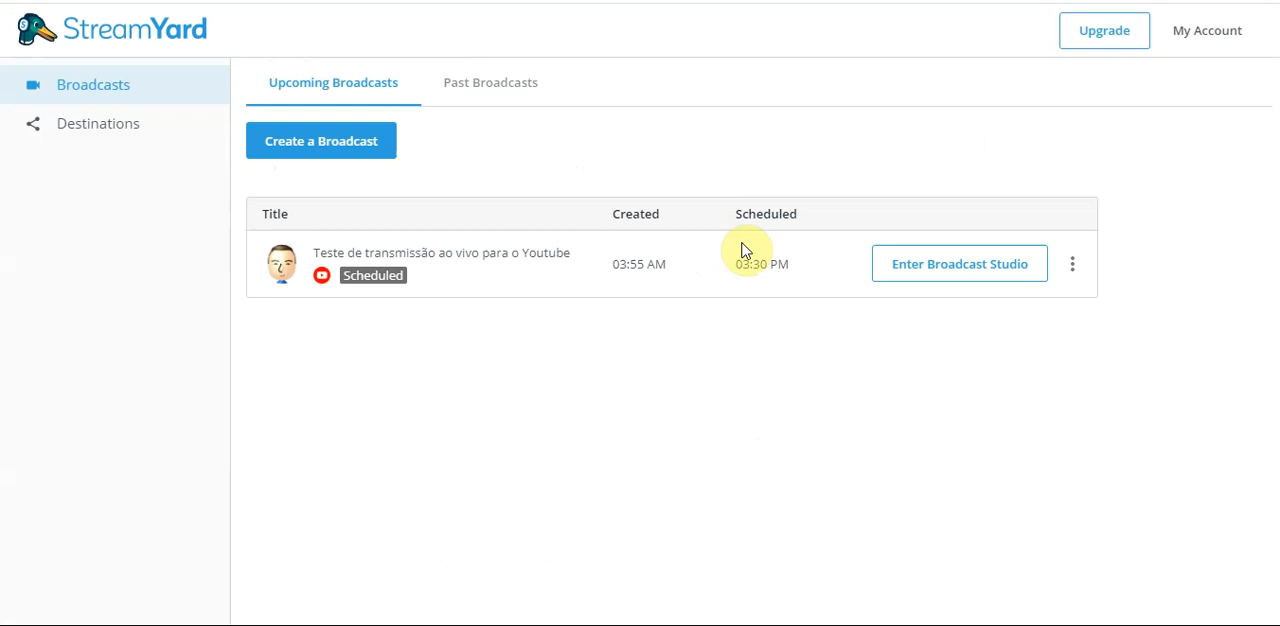 StreamYard
Upgrade
My Account
Broadcasts
Destinations
Upcoming Broadcasts
Past Broadcasts
Create a Broadcast
Title
Created
Scheduled
Teste de transmissão ao vivo para o Youtube
Scheduled
03:55 AM
03:30 PM
Enter Broadcast Studio